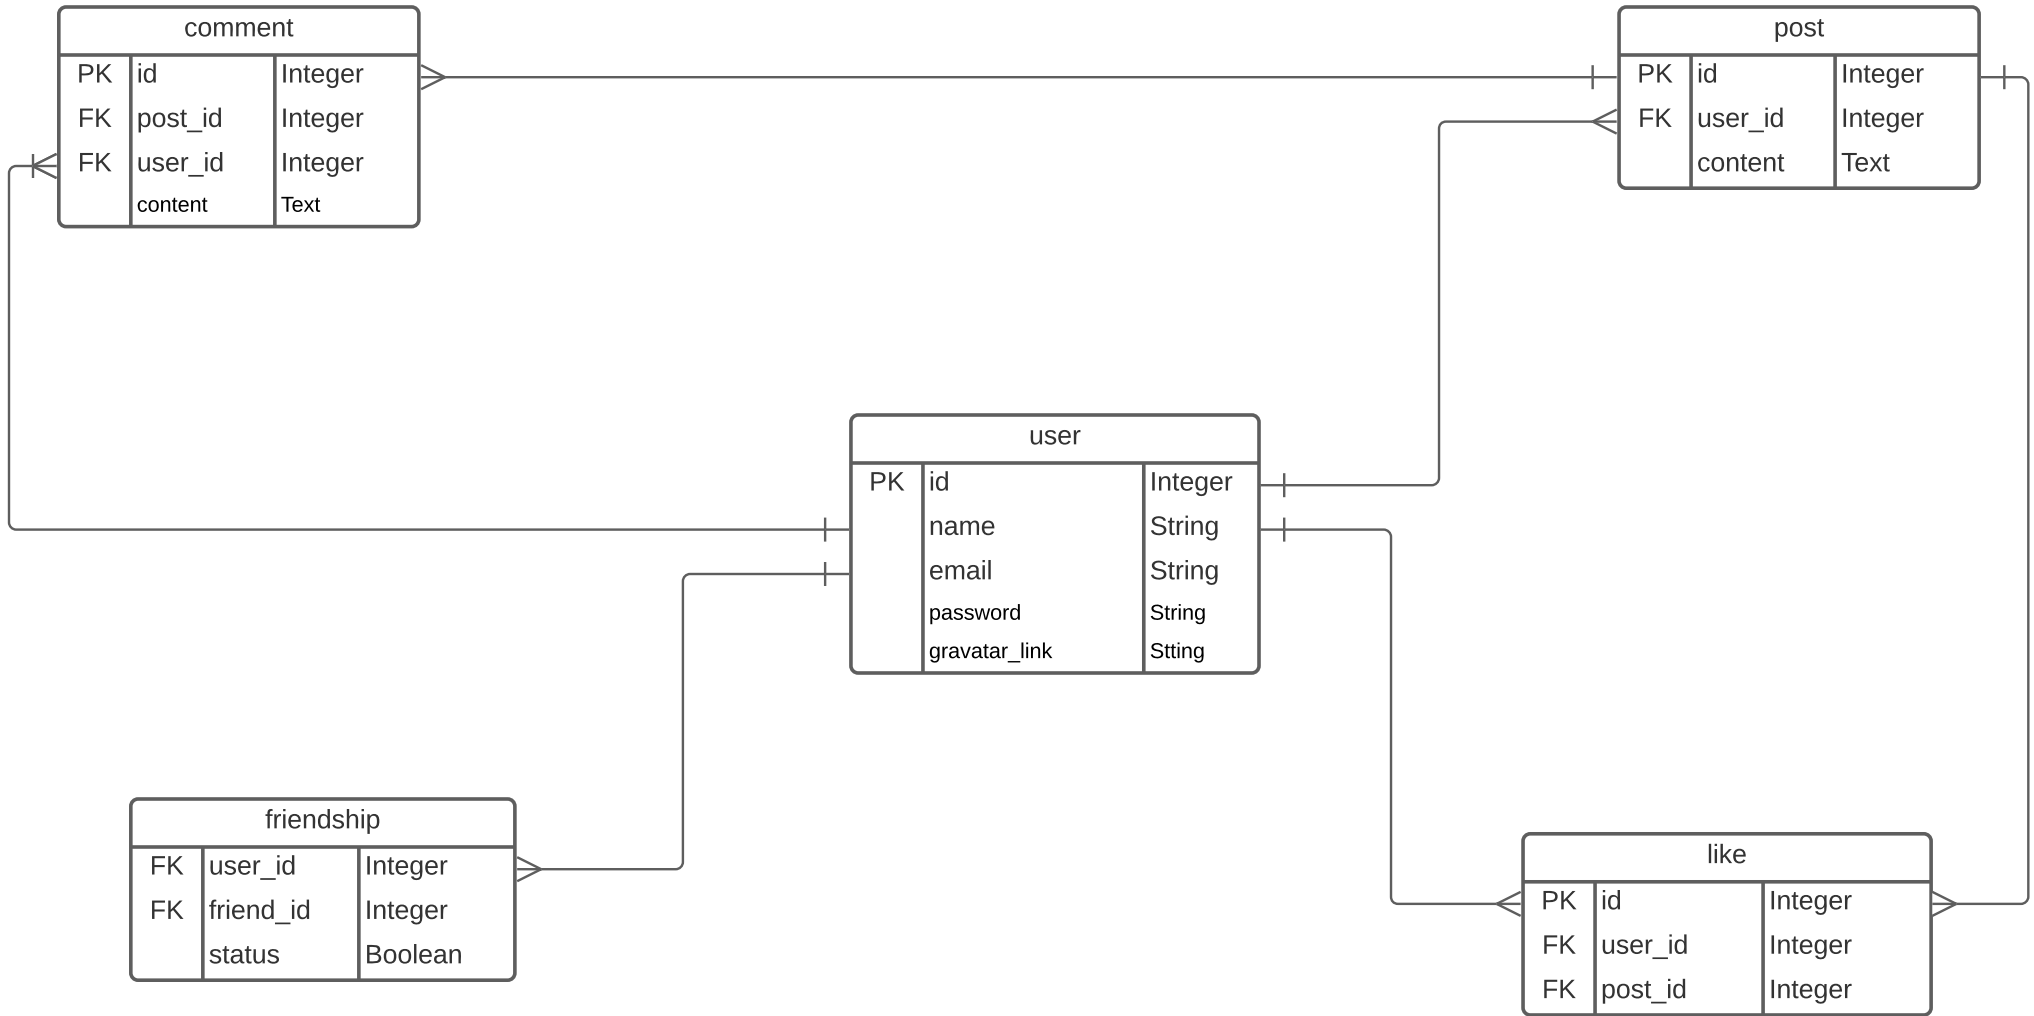 comment
PK id Integer
FK post_id Integer
FK user_id Integer
content Text
post
PK id Integer
FK user_id Integer
content Text
user
PK id Integer
name String
email String
password String
gravatar_link Stting
friendship
FK user_id Integer
FK friend_id Integer
status Boolean
like
PK id Integer
FK user_id Integer
FK post_id Integer